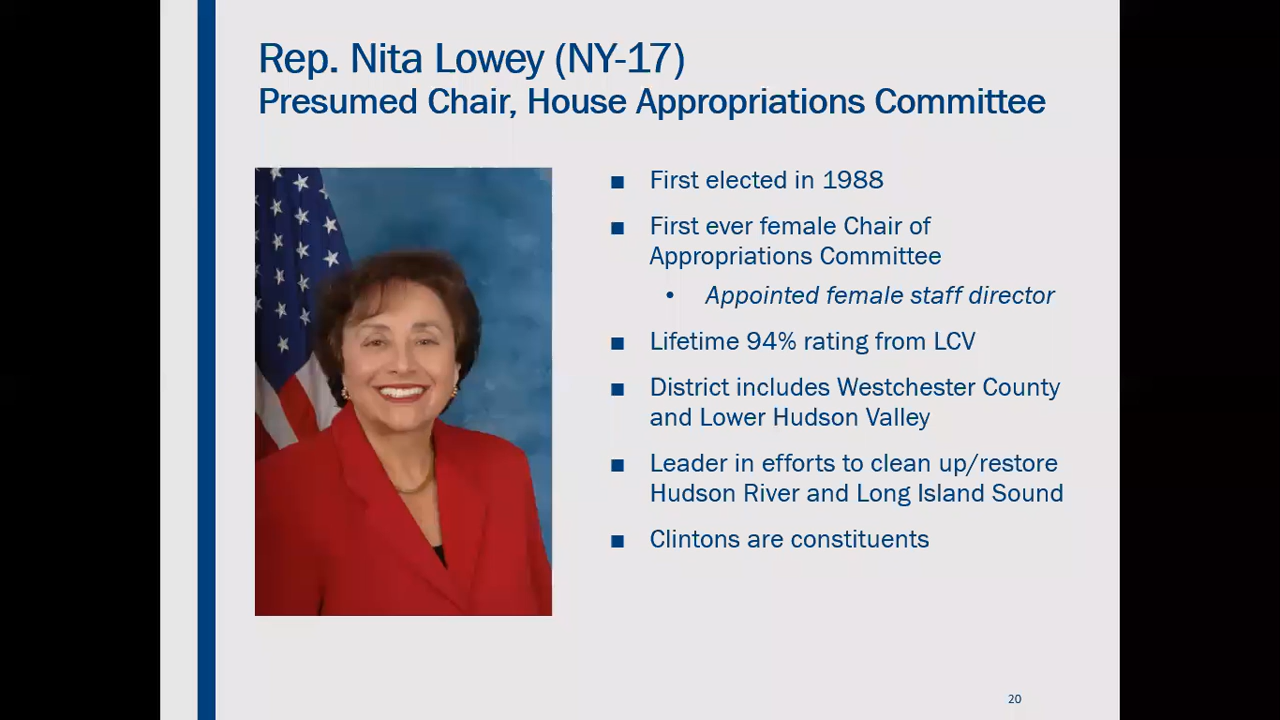 Rep. Nita Lowey (NY-17)
Presumed Chair, House Appropriations Committee
■ First elected in 1988
■ First ever female Chair of
Appropriations Committee
• Appointed female staff director
■ Lifetime 94% rating from LCV
■ District includes Westchester County
and Lower Hudson Valley
■ Leader in efforts to clean up/restore
Hudson River and Long Island Sound
■ Clintons are constituents
20